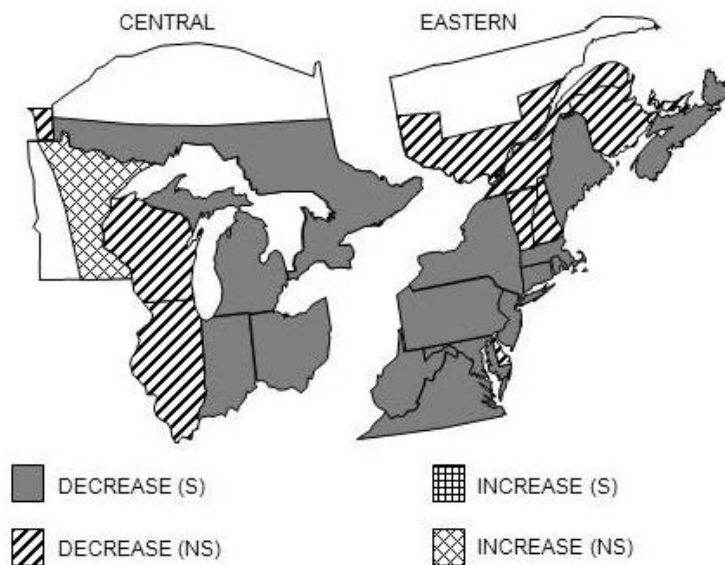 CENTRAL
EASTERN
DECREASE (S)
INCREASE (S)
DECREASE (NS)
INCREASE (NS)